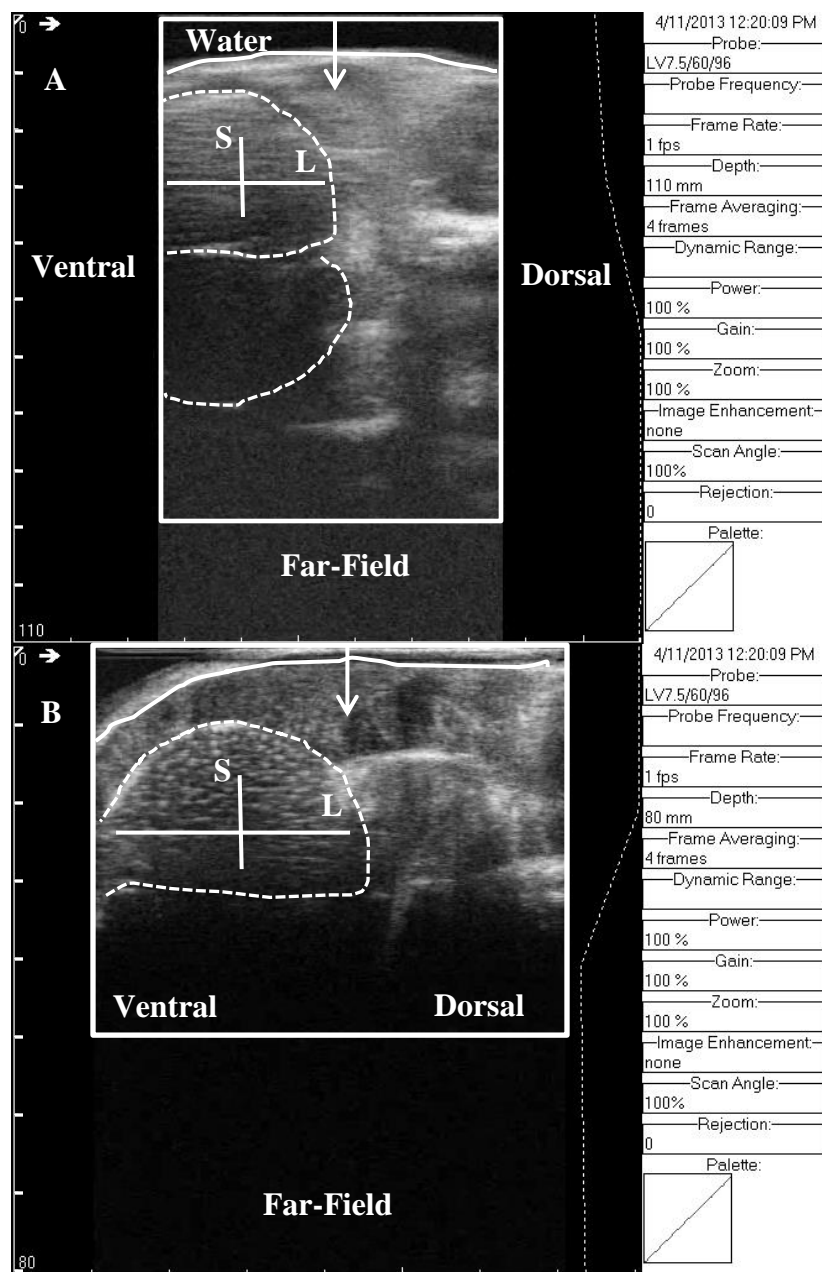 0
Water
A
S
L
Ventral
Dorsal
Far-Field
110
4/11/2013 12:20:09 PM
Probe:
LV7.5/60/96
Probe Frequency:
Frame Rate:
1 fps
Depth:
110 mm
Frame Averaging:
4 frames
Dynamic Range:
Power:
100 %
Gain:
100 %
Zoom:
100 %
Image Enhancement:
none
Scan Angle:
100%
Rejection:
0
Palette:
0
B
S
L
Ventral
Dorsal
Far-Field
80
4/11/2013 12:20:09 PM
Probe:
LV7.5/60/96
Probe Frequency:
Frame Rate:
1 fps
Depth:
80 mm
Frame Averaging:
4 frames
Dynamic Range:
Power:
100 %
Gain:
100 %
Zoom:
100 %
Image Enhancement:
none
Scan Angle:
100%
Rejection:
0
Palette: